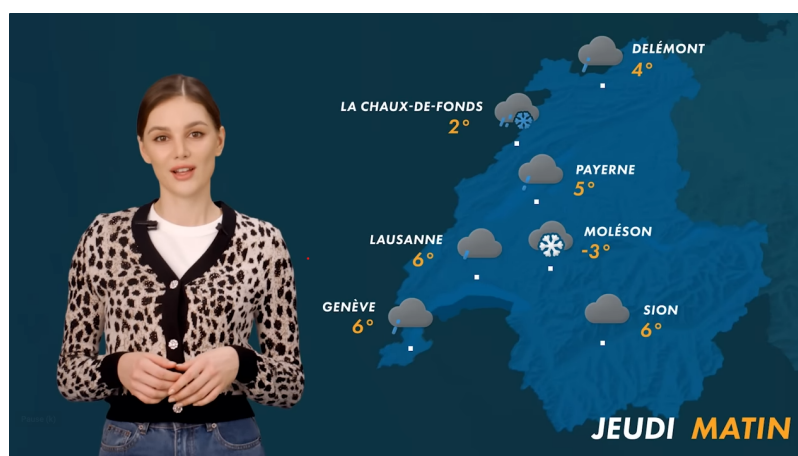 DELÉMONT
4°
LA CHAUX-DE-FONDS
2°
PAYERNE
5°
MOLÉSON
-3°
LAUSANNE
6°
GENÈVE
6°
SION
6°
JEUDI MATIN